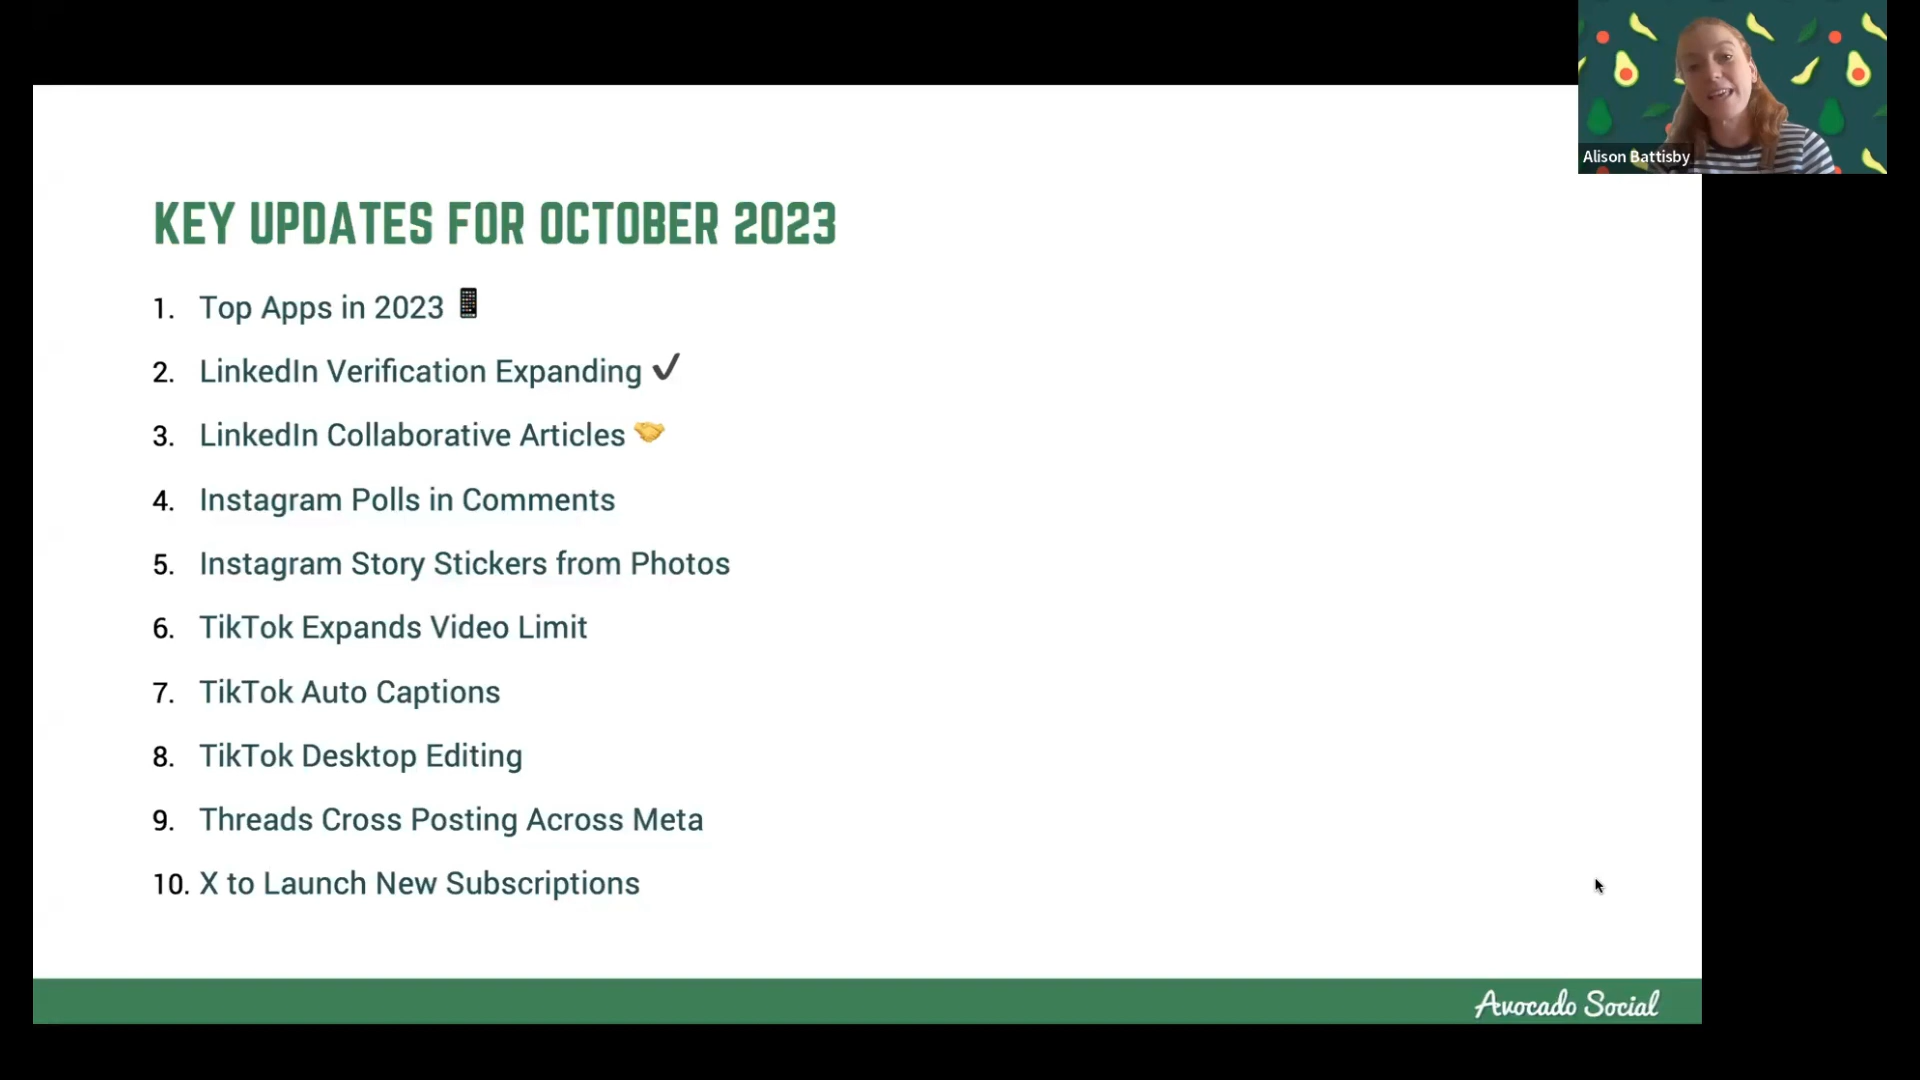 Alison Battisby
KEY UPDATES FOR OCTOBER 2023
1. Top Apps in 2023 📱
2. LinkedIn Verification Expanding ✔
3. LinkedIn Collaborative Articles 🤝
4. Instagram Polls in Comments
5. Instagram Story Stickers from Photos
6. TikTok Expands Video Limit
7. TikTok Auto Captions
8. TikTok Desktop Editing
9. Threads Cross Posting Across Meta
10. X to Launch New Subscriptions
Avocado Social